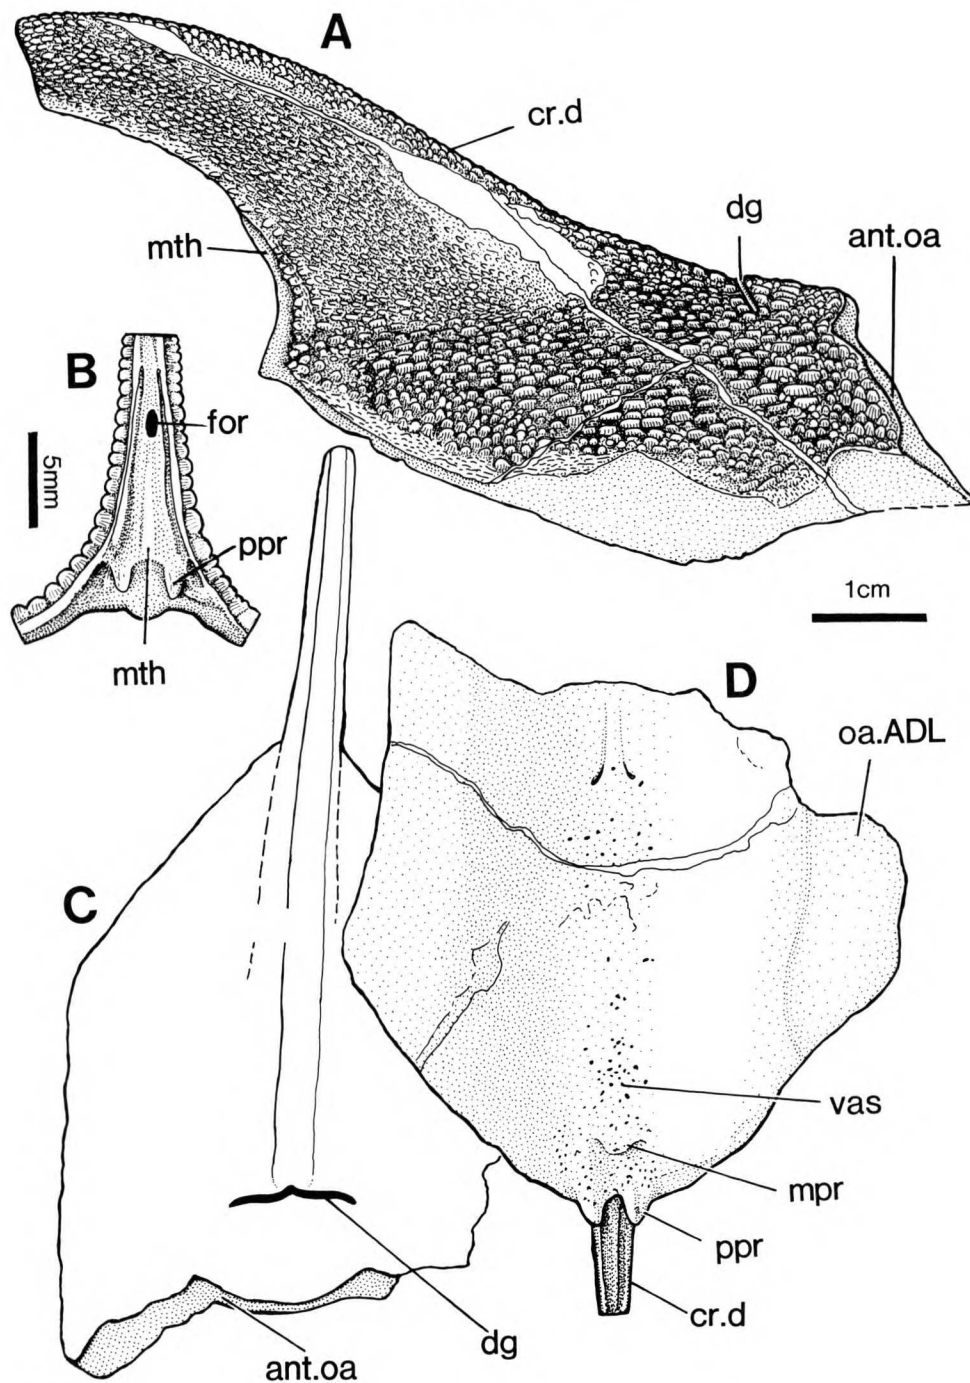 A
cr.d
dg
ant.oa
mth
B
for
5mm
ppr
mth
1cm
D
oa.ADL
C
vas
mpr
ppr
cr.d
dg
ant.oa